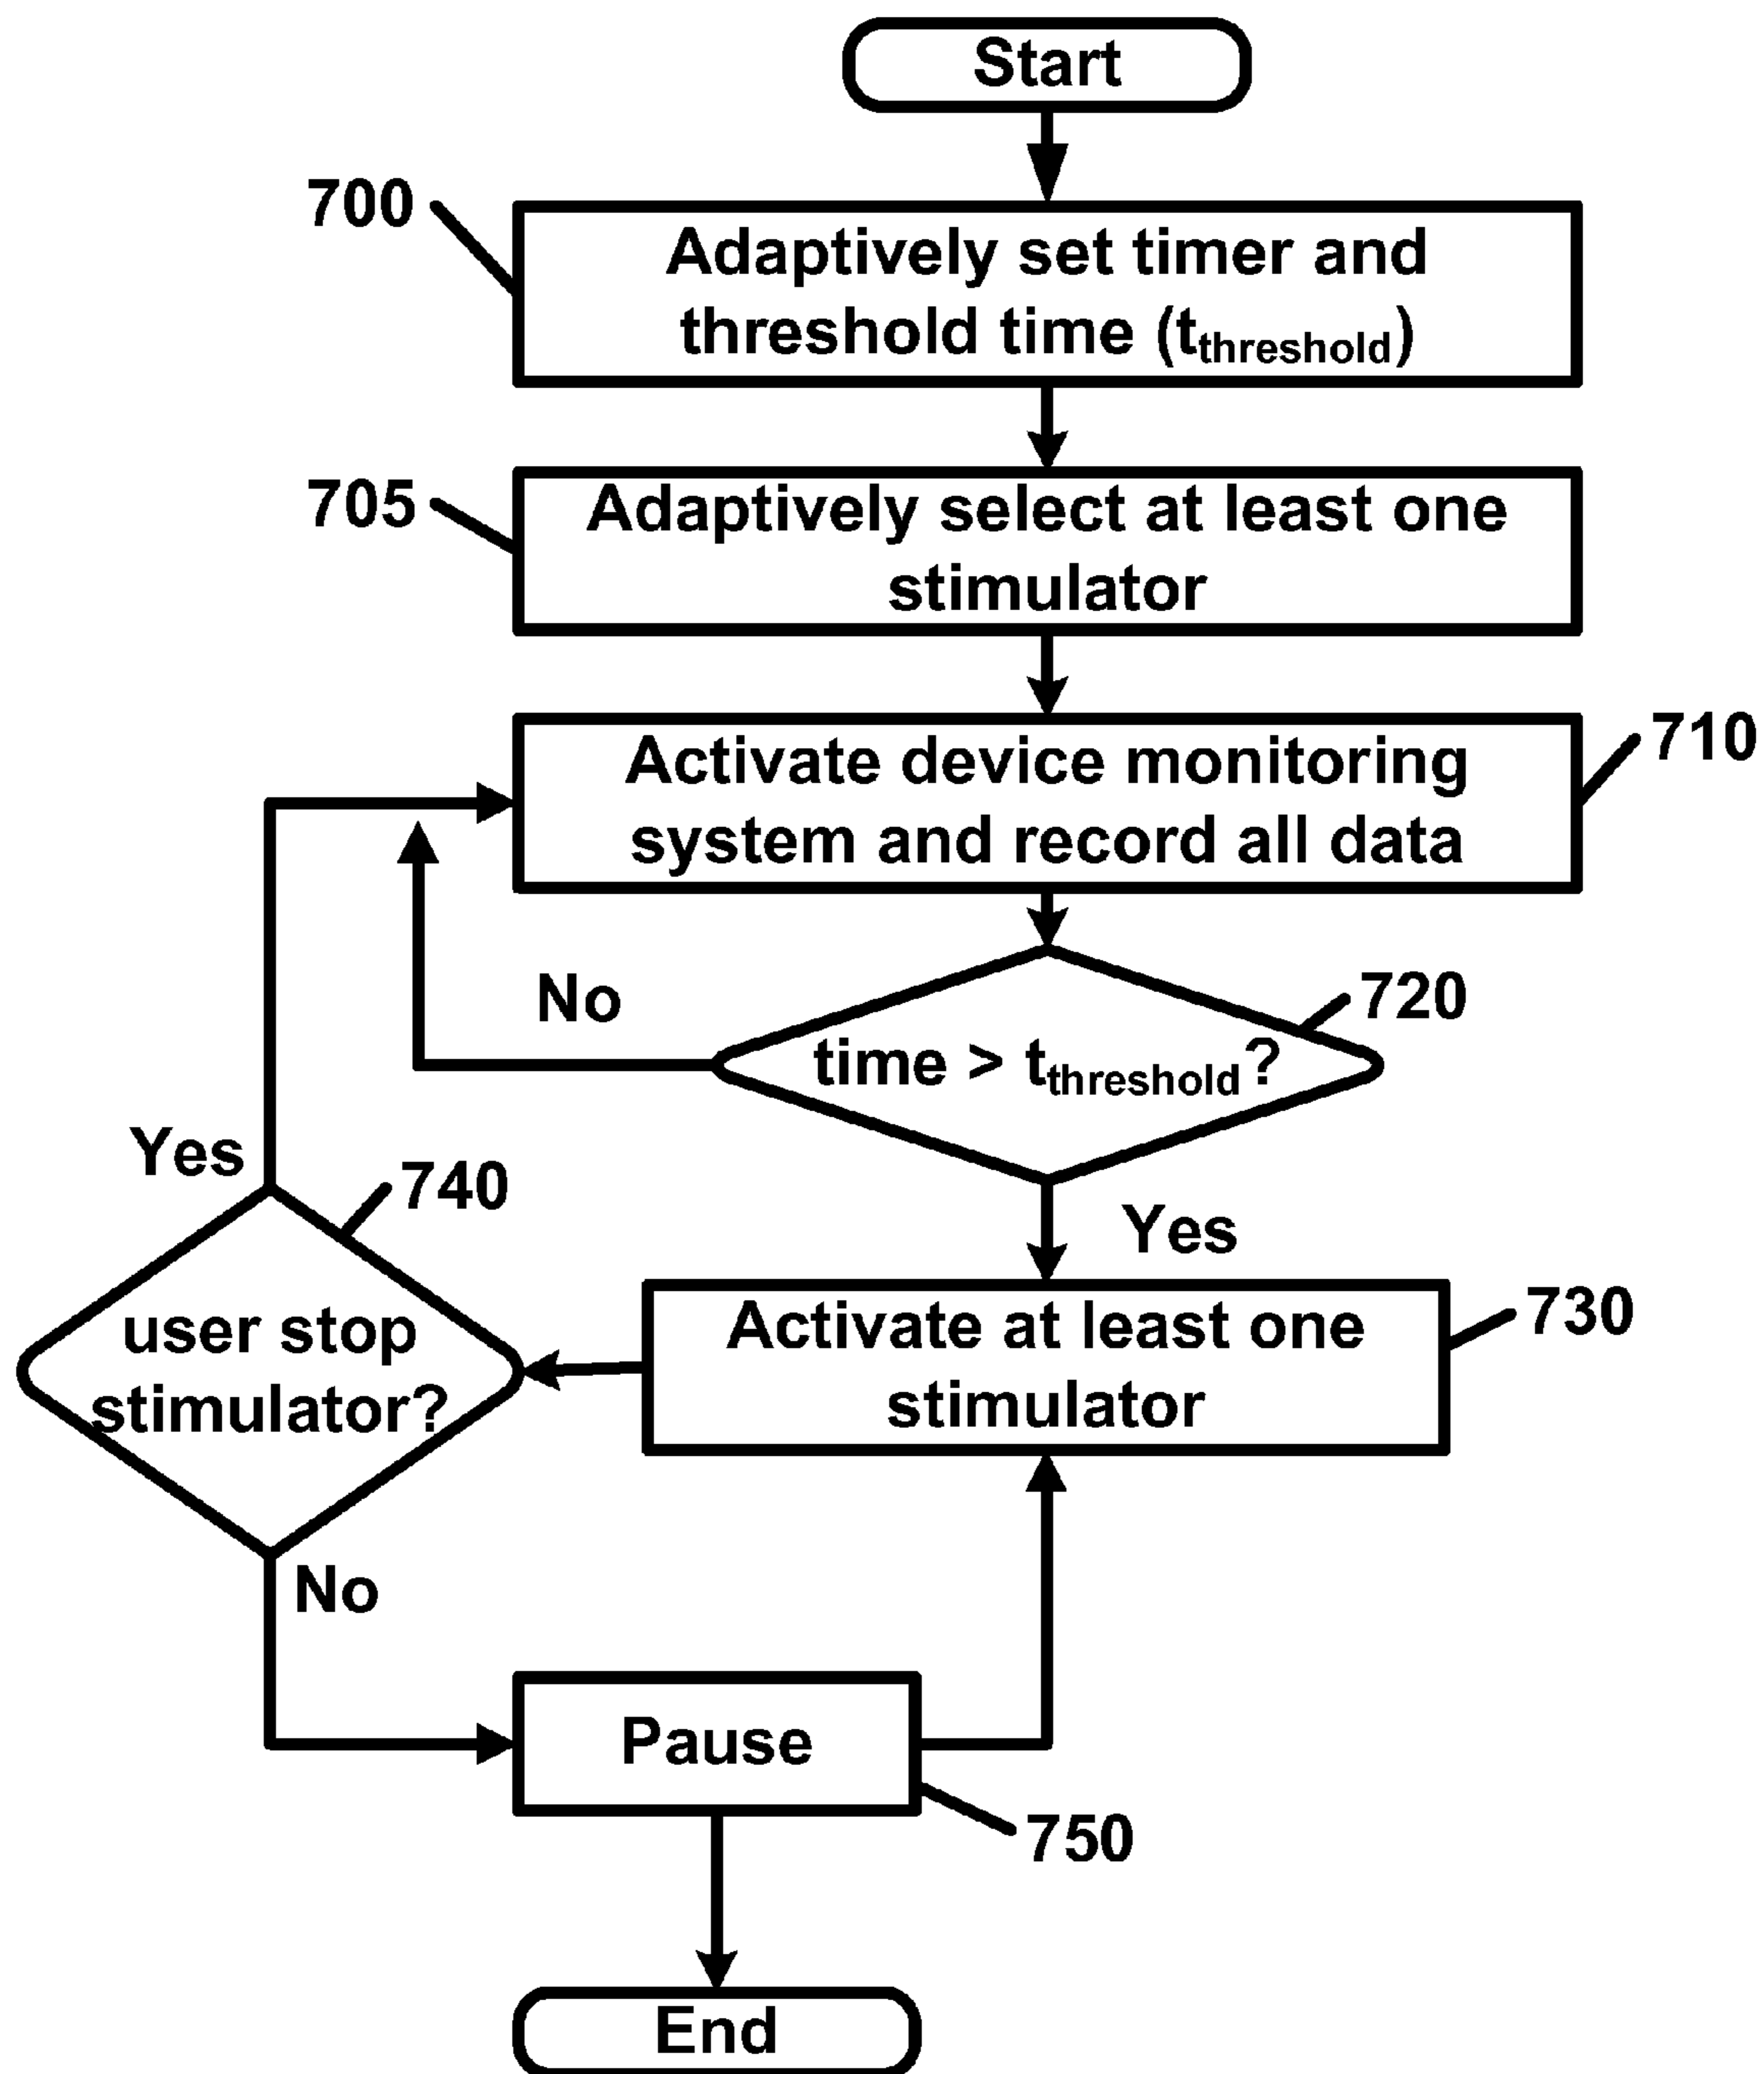 Start
700
Adaptively set timer and
threshold time (tthreshold)
705
Adaptively select at least one
stimulator
710
Activate device monitoring
system and record all data
No
720
time > tthreshold?
Yes
740
Yes
user stop
stimulator?
730
Activate at least one
stimulator
No
Pause
750
End